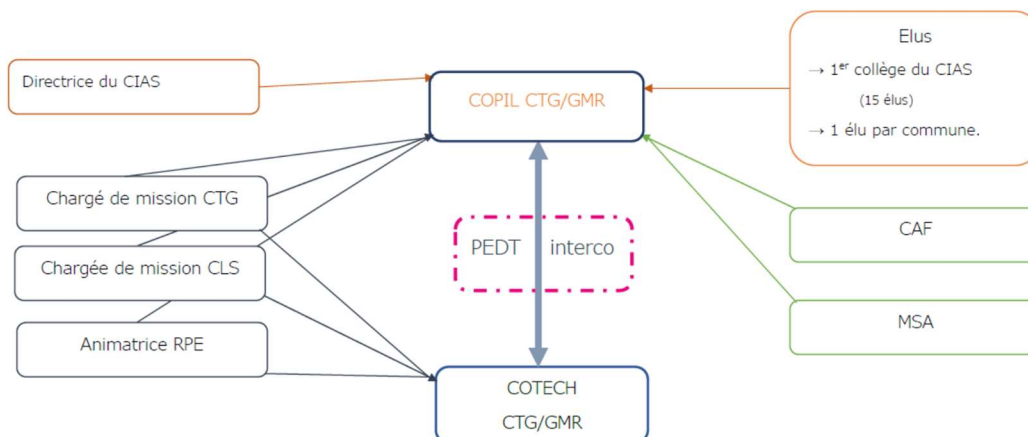 Directrice du CIAS
COPIL CTG/GMR
Elus
→ 1er collège du CIAS
(15 élus)
→ 1 élu par commune.
Chargé de mission CTG
Chargée de mission CLS
Animatrice RPE
PEDT interco
CAF
MSA
COTECH
CTG/GMR